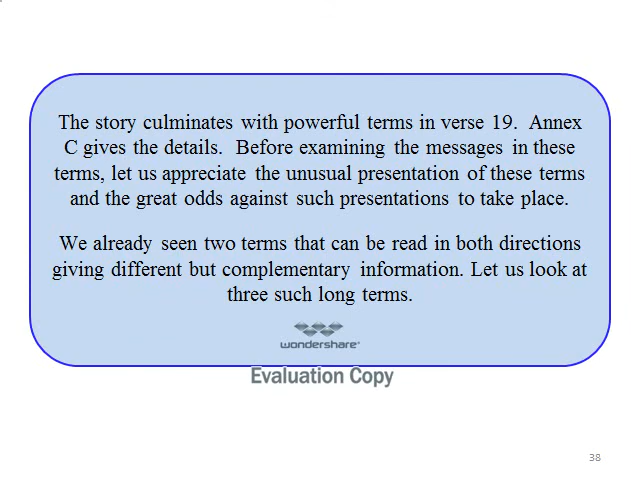 The story culminates with powerful terms in verse 19. Annex
C gives the details. Before examining the messages in these
terms, let us appreciate the unusual presentation of these terms
and the great odds against such presentations to take place.
We already seen two terms that can be read in both directions
giving different but complementary information. Let us look at
three such long terms.
wondershare®
Evaluation Copy
38